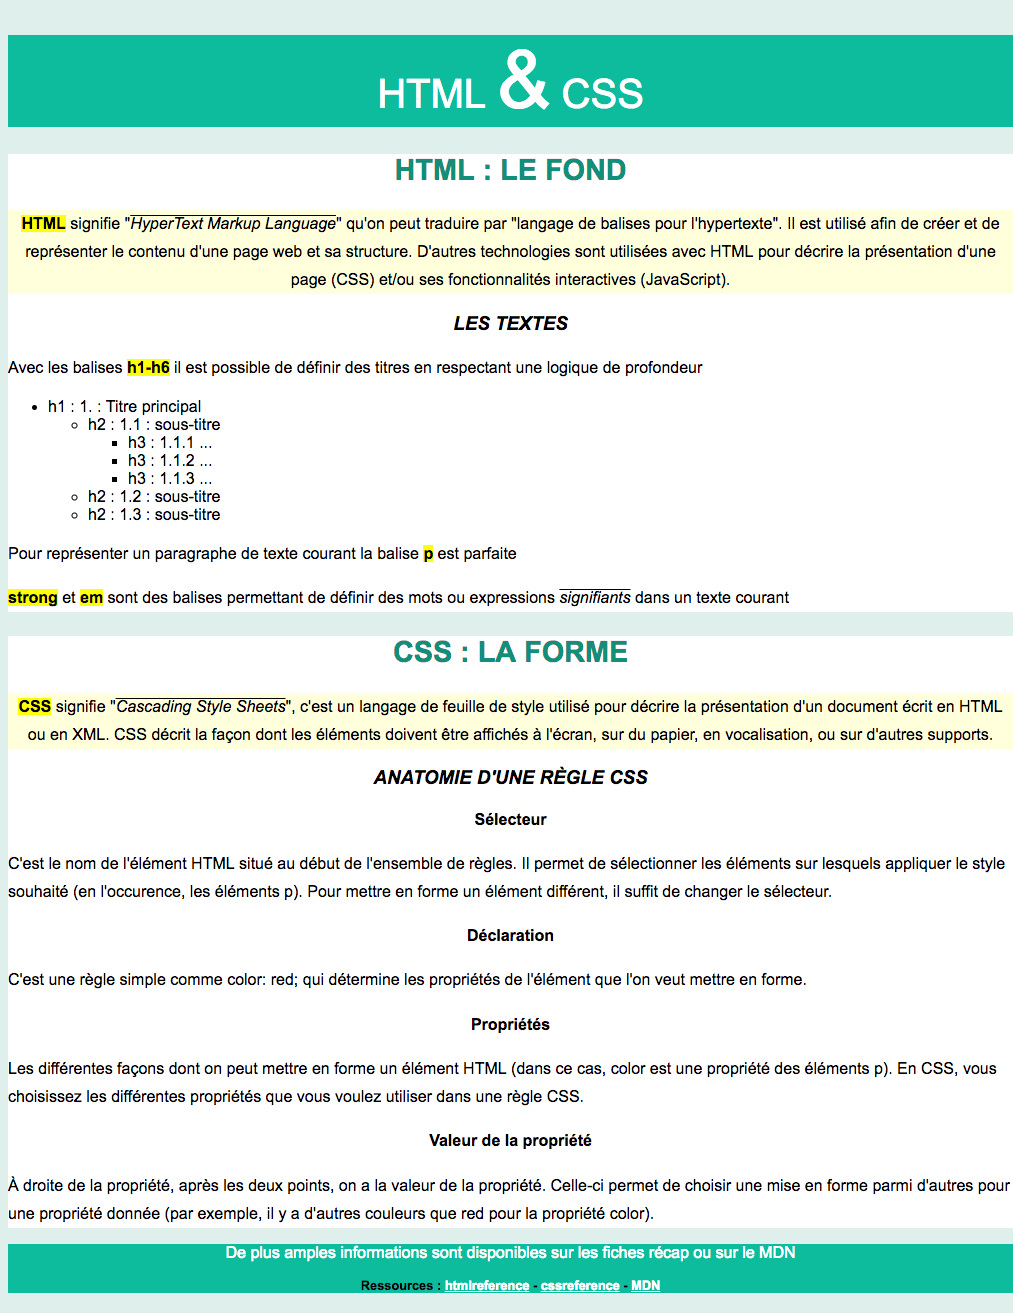 HTML & CSS
HTML : LE FOND
HTML signifie "HyperText Markup Language" qu'on peut traduire par "langage de balises pour l'hypertexte". Il est utilisé afin de créer et de
représenter le contenu d'une page web et sa structure. D'autres technologies sont utilisées avec HTML pour décrire la présentation d'une
page (CSS) et/ou ses fonctionnalités interactives (JavaScript).
LES TEXTES
Avec les balises h1-h6 il est possible de définir des titres en respectant une logique de profondeur
h1 : 1. : Titre principal
h2 : 1.1 : sous-titre
h3 : 1.1.1 ...
h3 : 1.1.2 ...
h3 : 1.1.3 ...
h2 : 1.2 : sous-titre
h2 : 1.3 : sous-titre
Pour représenter un paragraphe de texte courant la balise p est parfaite
strong et em sont des balises permettant de définir des mots ou expressions signifiants dans un texte courant
CSS : LA FORME
CSS signifie "Cascading Style Sheets", c'est un langage de feuille de style utilisé pour décrire la présentation d'un document écrit en HTML
ou en XML. CSS décrit la façon dont les éléments doivent être affichés à l'écran, sur du papier, en vocalisation, ou sur d'autres supports.
ANATOMIE D'UNE RÈGLE CSS
Sélecteur
C'est le nom de l'élément HTML situé au début de l'ensemble de règles. Il permet de sélectionner les éléments sur lesquels appliquer le style
souhaité (en l'occurence, les éléments p). Pour mettre en forme un élément différent, il suffit de changer le sélecteur.
Déclaration
C'est une règle simple comme color: red; qui détermine les propriétés de l'élément que l'on veut mettre en forme.
Propriétés
Les différentes façons dont on peut mettre en forme un élément HTML (dans ce cas, color est une propriété des éléments p). En CSS, vous
choisissez les différentes propriétés que vous voulez utiliser dans une règle CSS.
Valeur de la propriété
À droite de la propriété, après les deux points, on a la valeur de la propriété. Celle-ci permet de choisir une mise en forme parmi d'autres pour
une propriété donnée (par exemple, il y a d'autres couleurs que red pour la propriété color).
De plus amples informations sont disponibles sur les fiches récap ou sur le MDN
Ressources : htmlreference - cssreference - MDN